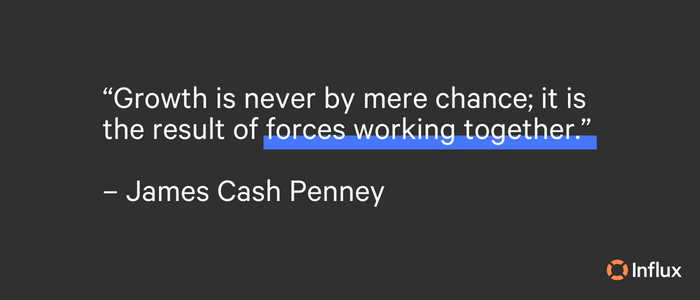 “Growth is never by mere chance; it is
the result of forces working together.”
– James Cash Penney
Influx